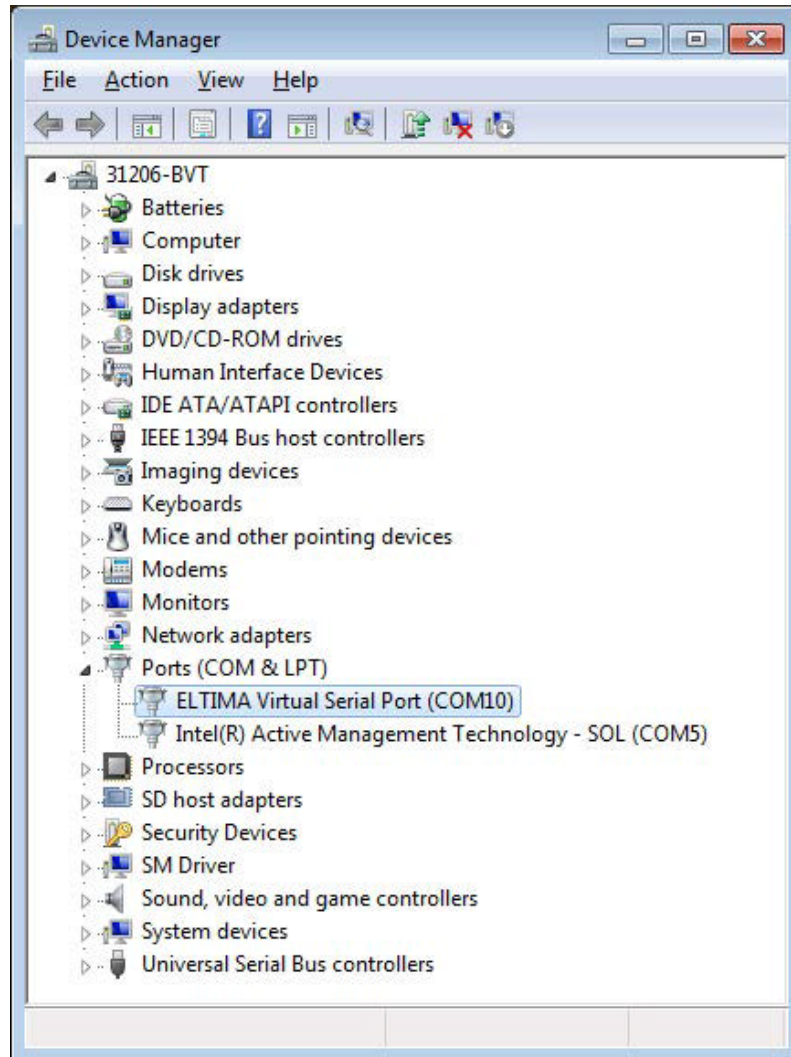 Device Manager
File Action View Help
31206-BVT
Batteries
Computer
Disk drives
Display adapters
DVD/CD-ROM drives
Human Interface Devices
IDE ATA/ATAPI controllers
IEEE 1394 Bus host controllers
Imaging devices
Keyboards
Mice and other pointing devices
Modems
Monitors
Network adapters
Ports (COM & LPT)
ELTIMA Virtual Serial Port (COM10)
Intel(R) Active Management Technology - SOL (COM5)
Processors
SD host adapters
Security Devices
SM Driver
Sound, video and game controllers
System devices
Universal Serial Bus controllers